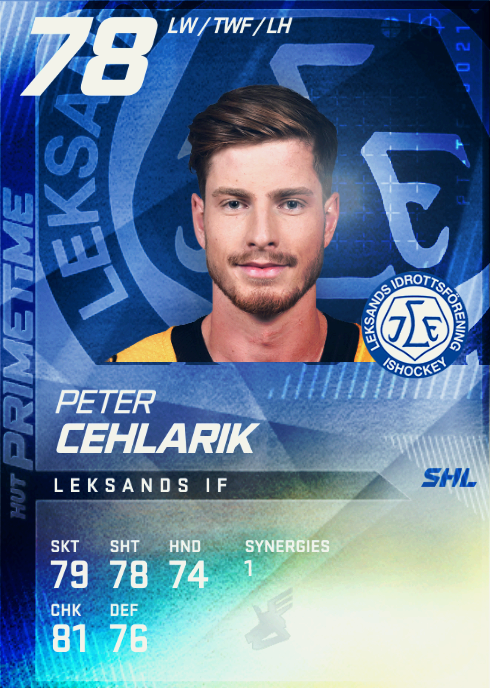 78
LW / TWF / LH
LEKSA
HUT PRIMETIME
LEKSANDS IDROTTSFÖRENING
ISHOCKEY
PETER
CEHLARIK
LEKSANDS IF
SHL
SKT SHT HND SYNERGIES
79 78 74 1
CHK DEF
81 76